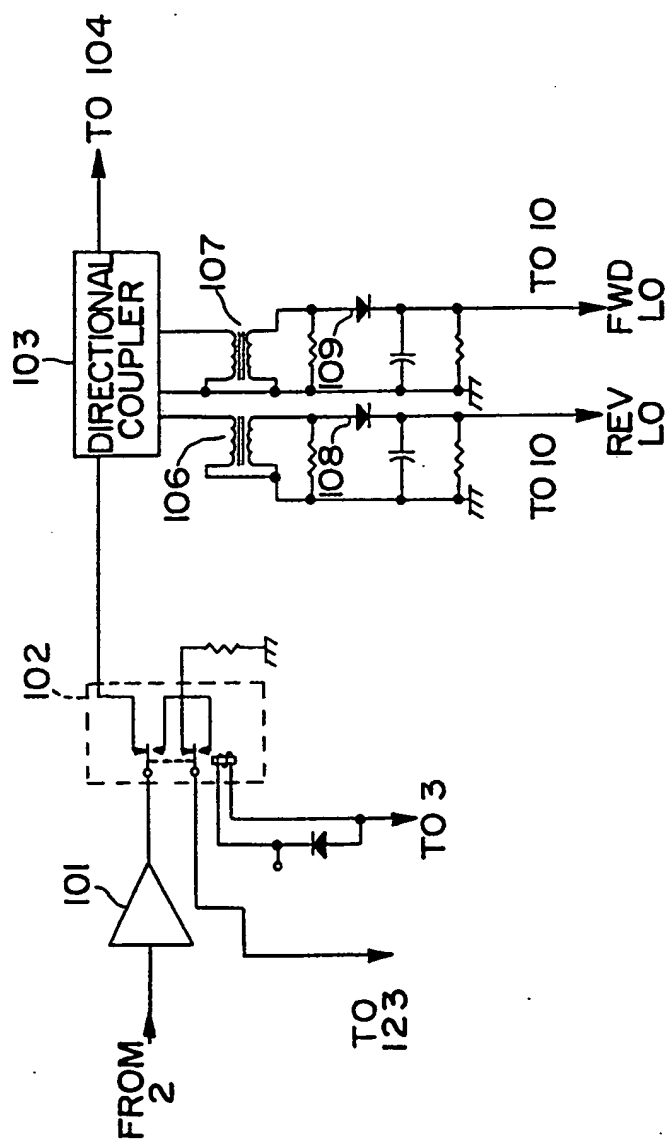 FROM
2
101
102
TO
123
TO 3
103
DIRECTIONAL
COUPLER
TO 104
106
107
108
109
TO 10
REV
LO
TO 10
FWD
LO